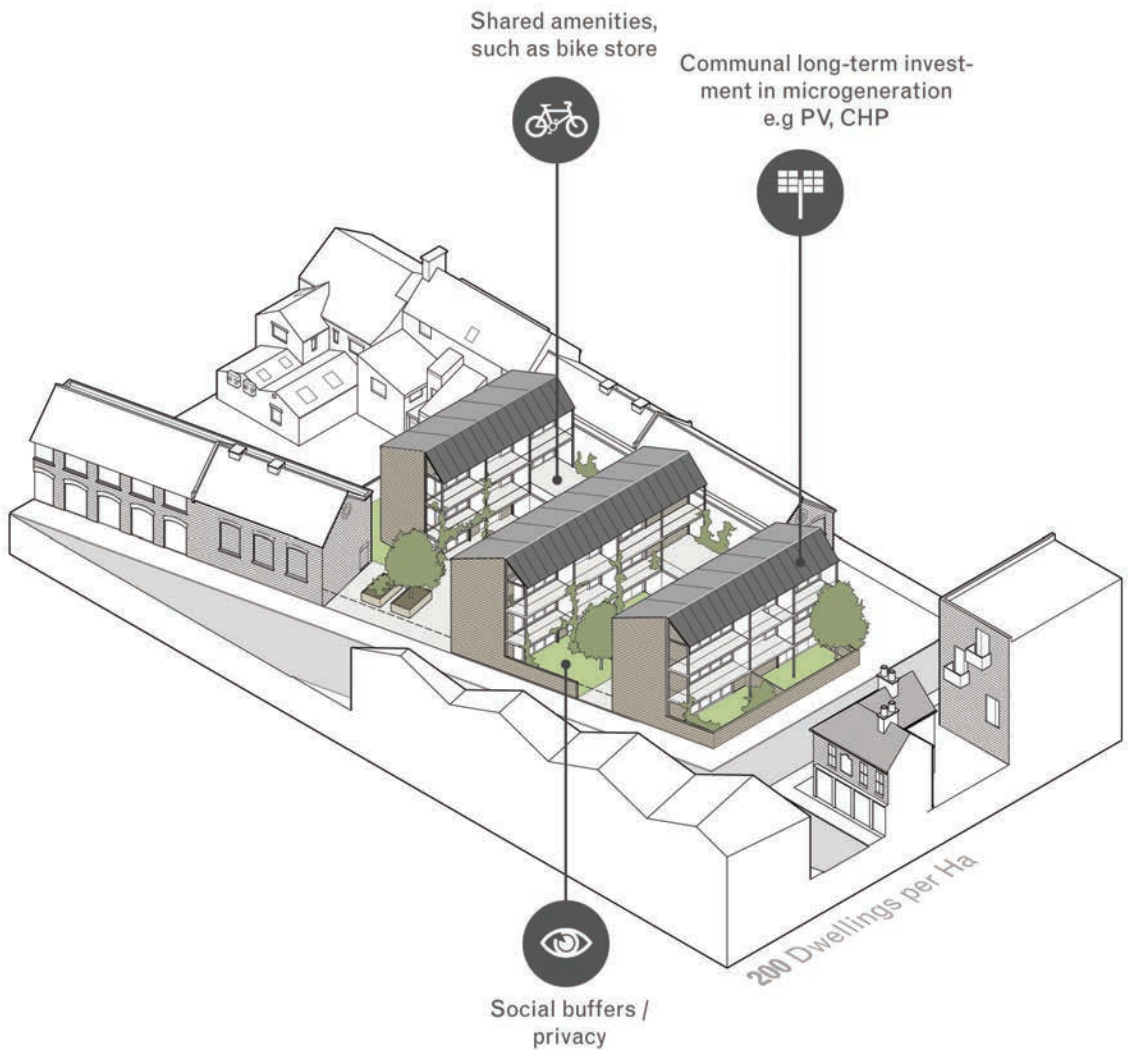 Shared amenities,
such as bike store
Communal long-term invest-
ment in microgeneration
e.g PV, CHP
200 Dwellings per Ha
Social buffers /
privacy